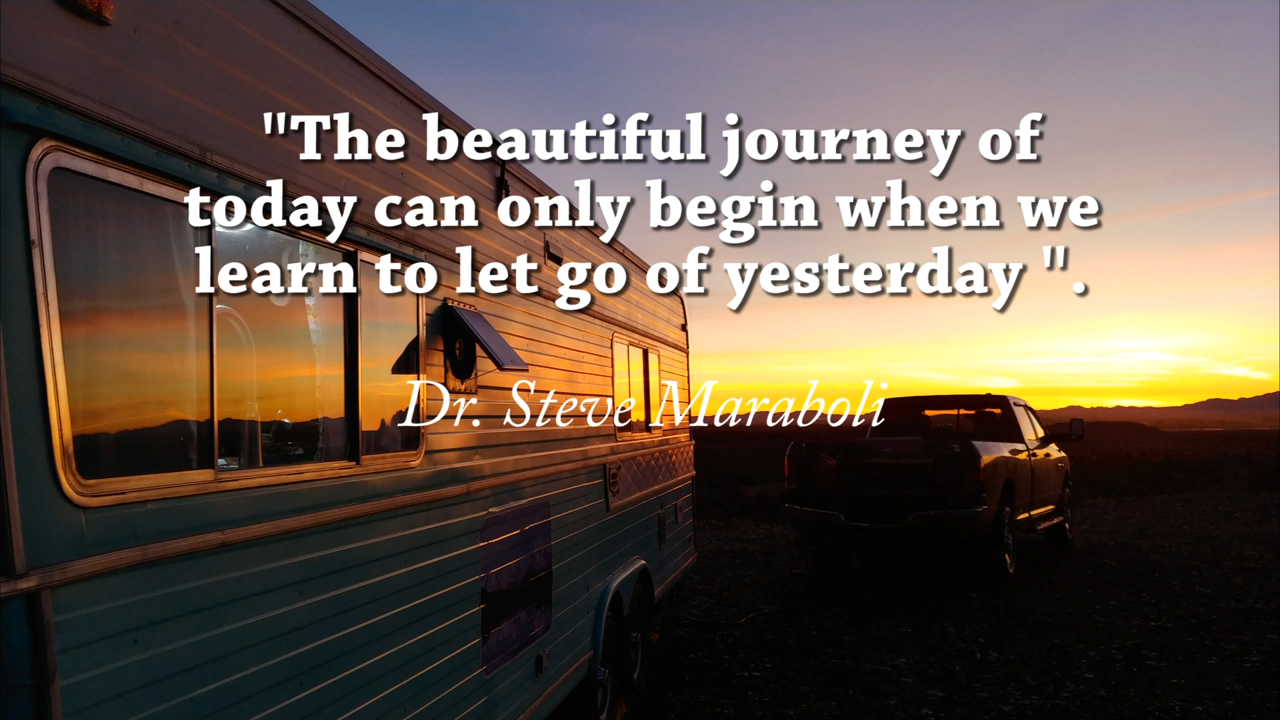 "The beautiful journey of
today can only begin when we
learn to let go of yesterday ".
Dr. Steve Maraboli